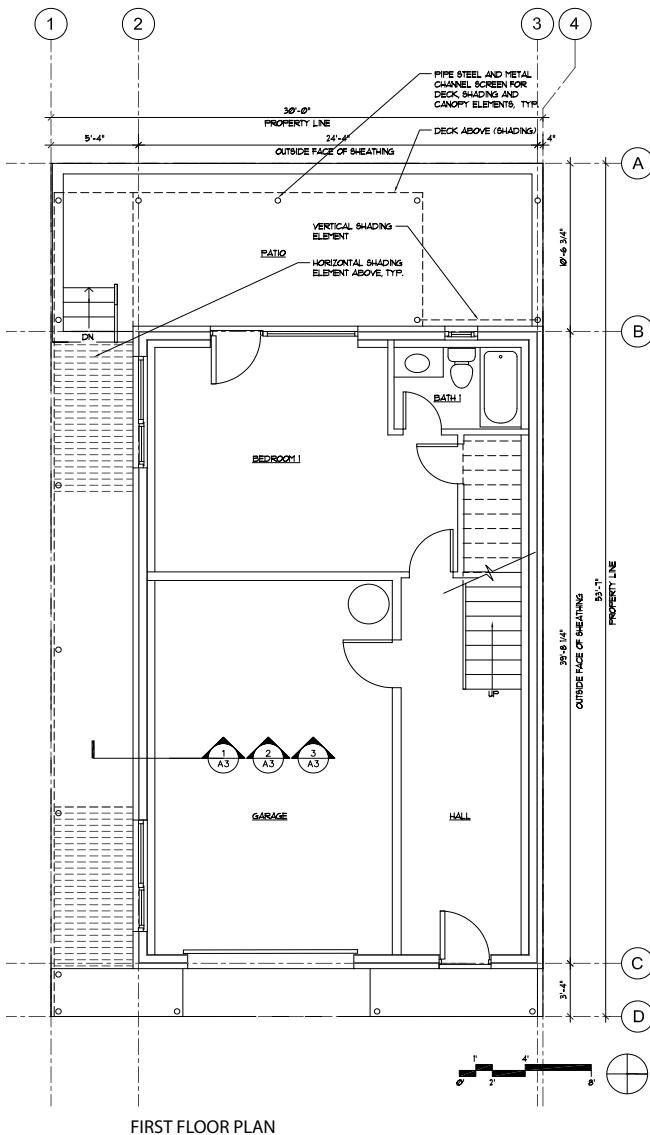 1
2
3
4
PIPE STEEL AND METAL
CHANNEL SCREEN FOR
DECK, SHADING AND
CANOPY ELEMENTS, TYP.
30'-0"
PROPERTY LINE
5'-4"
24'-4"
4"
DECK ABOVE (SHADING)
OUTSIDE FACE OF SHEATHING
A
VERTICAL SHADING
ELEMENT
PATIO
HORIZONTAL SHADING
ELEMENT ABOVE, TYP.
10'-6 3/4"
DN
B
BATH 1
BEDROOM 1
53'-7"
PROPERTY LINE
39'-8 1/4"
OUTSIDE FACE OF SHEATHING
UP
1
A3
2
A3
3
A3
GARAGE
HALL
C
3'-4"
D
1'
4'
0'
2'
8'
FIRST FLOOR PLAN